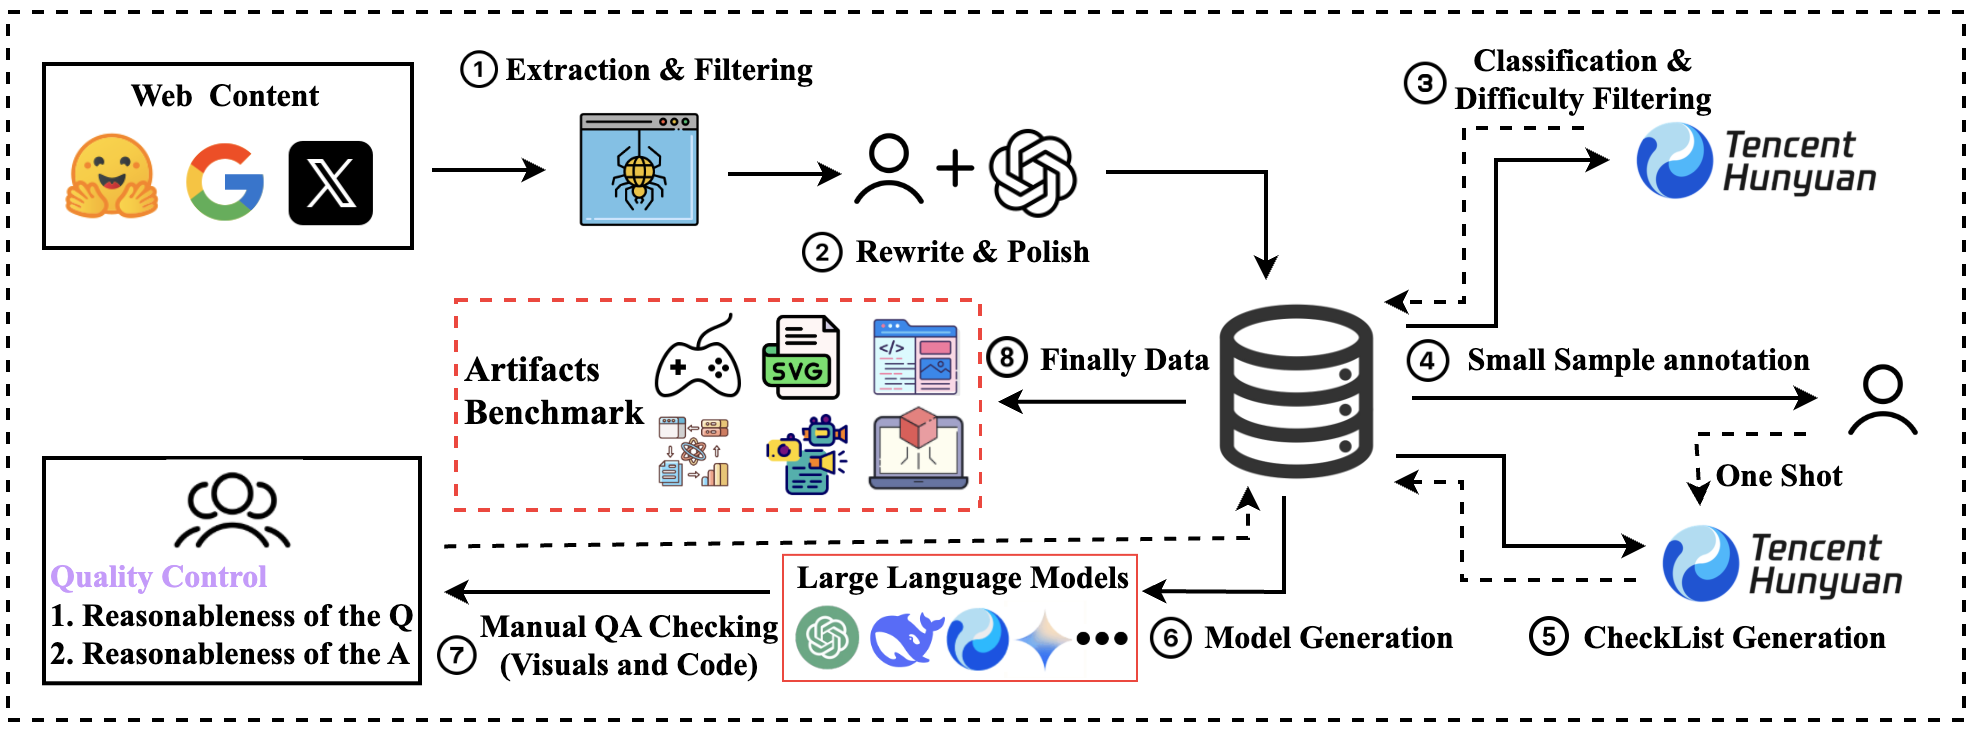 Web Content
1 Extraction & Filtering
2 Rewrite & Polish
3 Classification &
Difficulty Filtering
Tencent
Hunyuan
4 Small Sample annotation
One Shot
Tencent
Hunyuan
5 CheckList Generation
6 Model Generation
Large Language Models
7 Manual QA Checking
(Visuals and Code)
Quality Control
1. Reasonableness of the Q
2. Reasonableness of the A
8 Finally Data
Artifacts
Benchmark
SVG